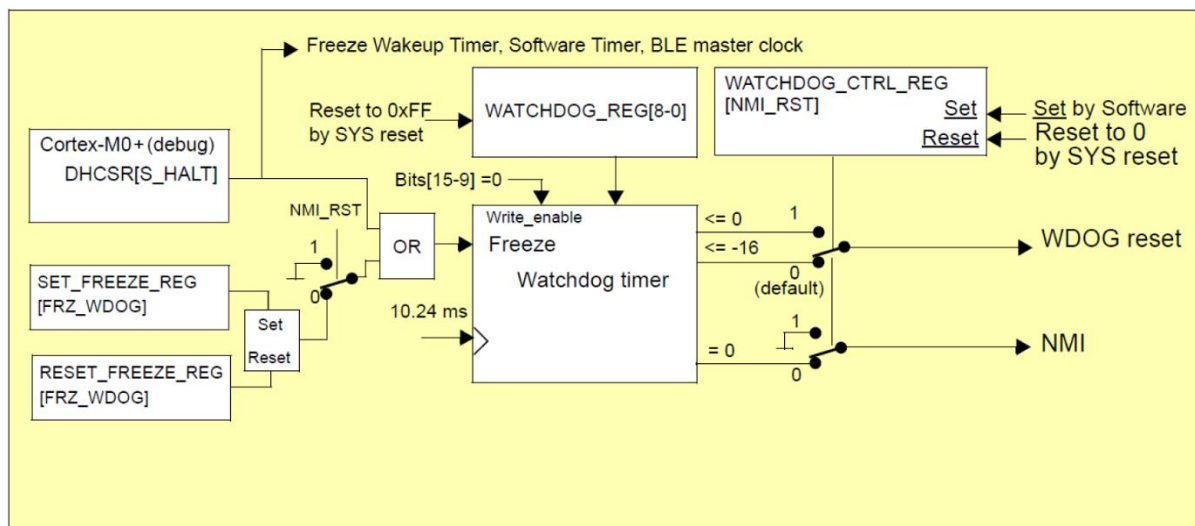 Freeze Wakeup Timer, Software Timer, BLE master clock
WATCHDOG_CTRL_REG
[NMI_RST]
Set
Reset
Set by Software
Reset to 0
by SYS reset
Reset to 0xFF
by SYS reset
WATCHDOG_REG[8-0]
Cortex-M0+ (debug)
DHCSR[S_HALT]
Bits[15-9] =0
NMI_RST
1
0
OR
Write_enable
Freeze
Watchdog timer
10.24 ms
<= 0
<= -16
= 0
1
0
(default)
WDOG reset
1
0
NMI
SET_FREEZE_REG
[FRZ_WDOG]
Set
Reset
RESET_FREEZE_REG
[FRZ_WDOG]